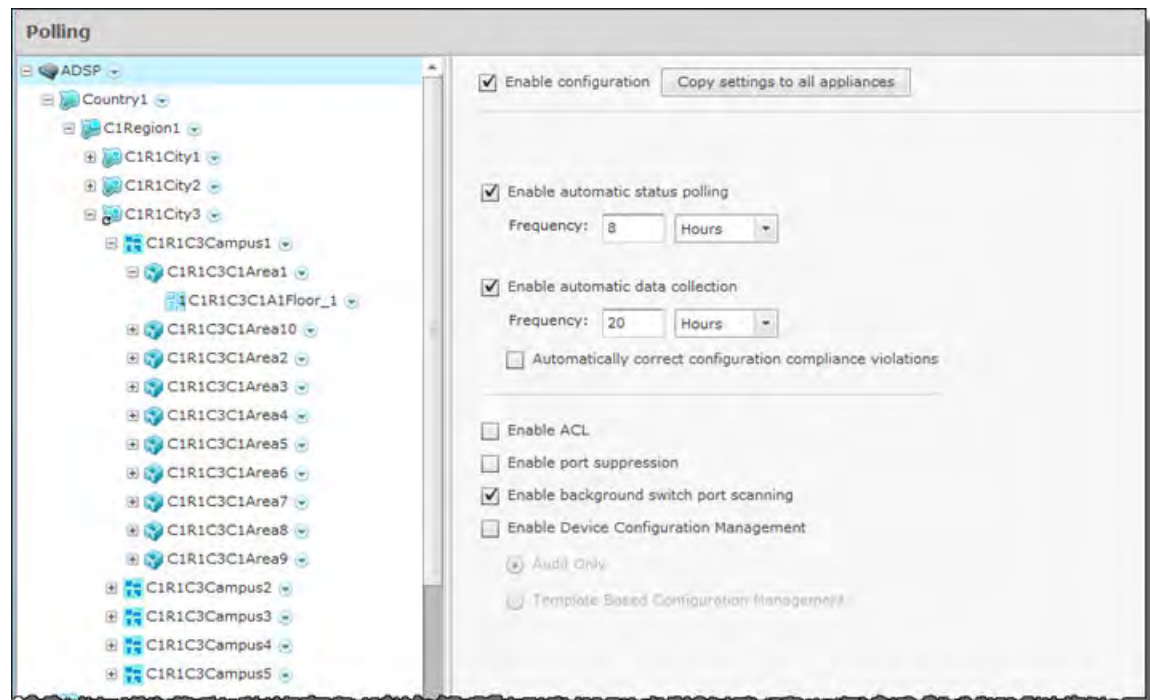 Polling
ADSP
Country1
C1Region1
C1R1City1
C1R1City2
C1R1City3
C1R1C3Campus1
C1R1C3C1Area1
C1R1C3C1A1Floor_1
C1R1C3C1Area10
C1R1C3C1Area2
C1R1C3C1Area3
C1R1C3C1Area4
C1R1C3C1Area5
C1R1C3C1Area6
C1R1C3C1Area7
C1R1C3C1Area8
C1R1C3C1Area9
C1R1C3Campus2
C1R1C3Campus3
C1R1C3Campus4
C1R1C3Campus5
Enable configuration Copy settings to all appliances
Enable automatic status polling
Frequency: 8 Hours
Enable automatic data collection
Frequency: 20 Hours
Automatically correct configuration compliance violations
Enable ACL
Enable port suppression
Enable background switch port scanning
Enable Device Configuration Management
Audit Only
Template Based Configuration Management